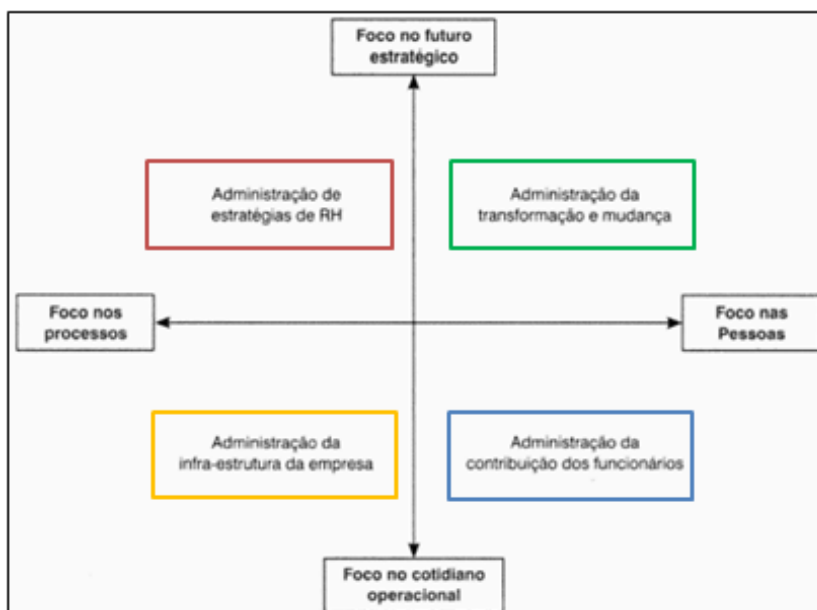 Foco no futuro
estratégico
Administração de
estratégias de RH
Administração da
transformação e mudança
Foco nos
processos
Foco nas
Pessoas
Administração da
infra-estrutura da empresa
Administração da
contribuição dos funcionários
Foco no cotidiano
operacional